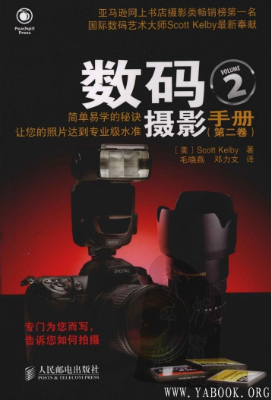 Peachpit
Press
亚马逊网上书店摄影类畅销榜第一名
国际数码艺术大师Scott Kelby最新奉献
数码
VOLUME
2
简单易学的秘诀
让您的照片达到专业级水准
摄影手册
(第二卷)
[美] Scott Kelby 著
毛晓燕 邓力文 译
专门为您而写,
告诉您如何拍摄
人民邮电出版社
POSTS & TELECOM PRESS
WWW.YABOOK.ORG